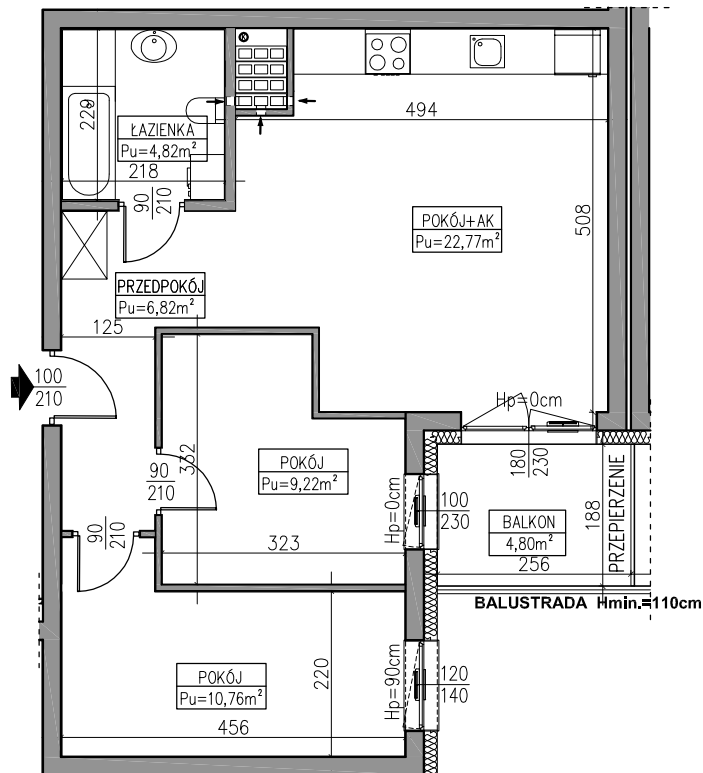 229
ŁAZIENKA
Pu=4,82m²
218
90
210
494
POKÓJ+AK
Pu=22,77m²
508
PRZEDPOKÓJ
Pu=6,82m²
125
100
210
Hp=0cm
180
230
332
90
210
POKÓJ
Pu=9,22m²
323
Hp=0cm
100
230
BALKON
4,80m²
256
188
PRZEPIERZENIE
BALUSTRADA Hmin.=110cm
90
210
POKÓJ
Pu=10,76m²
456
220
Hp=90cm
120
140